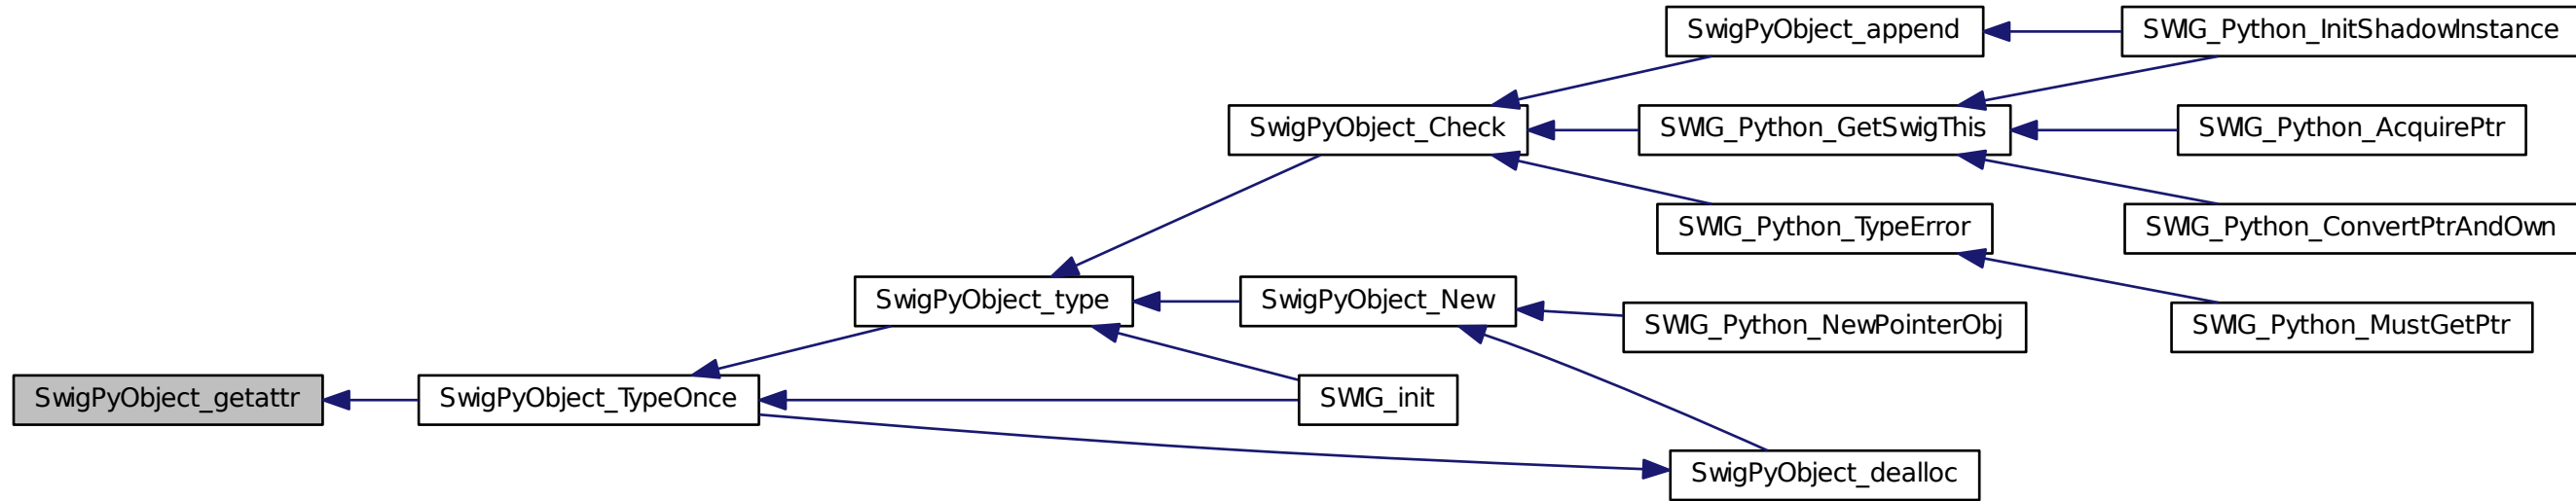 SwigPyObject_append
SWIG_Python_InitShadowInstance
SwigPyObject_Check
SWIG_Python_GetSwigThis
SWIG_Python_AcquirePtr
SWIG_Python_TypeError
SWIG_Python_ConvertPtrAndOwn
SwigPyObject_type
SwigPyObject_New
SWIG_Python_NewPointerObj
SWIG_Python_MustGetPtr
SwigPyObject_getattr
SwigPyObject_TypeOnce
SWIG_init
SwigPyObject_dealloc